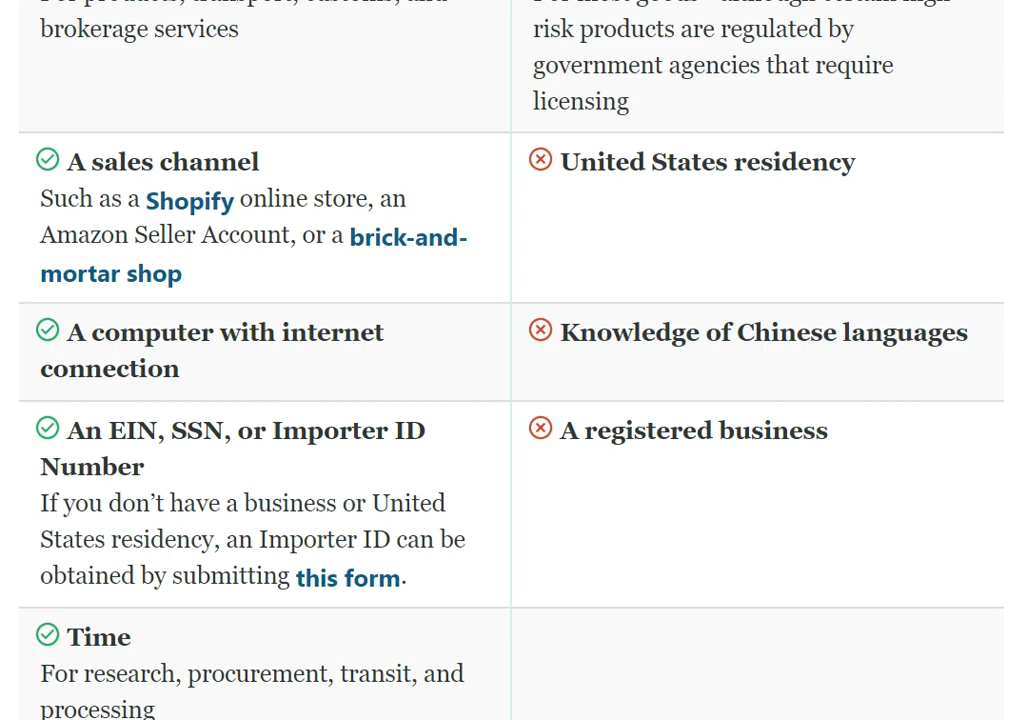 brokerage services
risk products are regulated by
government agencies that require
licensing
A sales channel
Such as a Shopify online store, an
Amazon Seller Account, or a brick-and-
mortar shop
United States residency
A computer with internet
connection
Knowledge of Chinese languages
An EIN, SSN, or Importer ID
Number
If you don’t have a business or United
States residency, an Importer ID can be
obtained by submitting this form.
A registered business
Time
For research, procurement, transit, and
processing